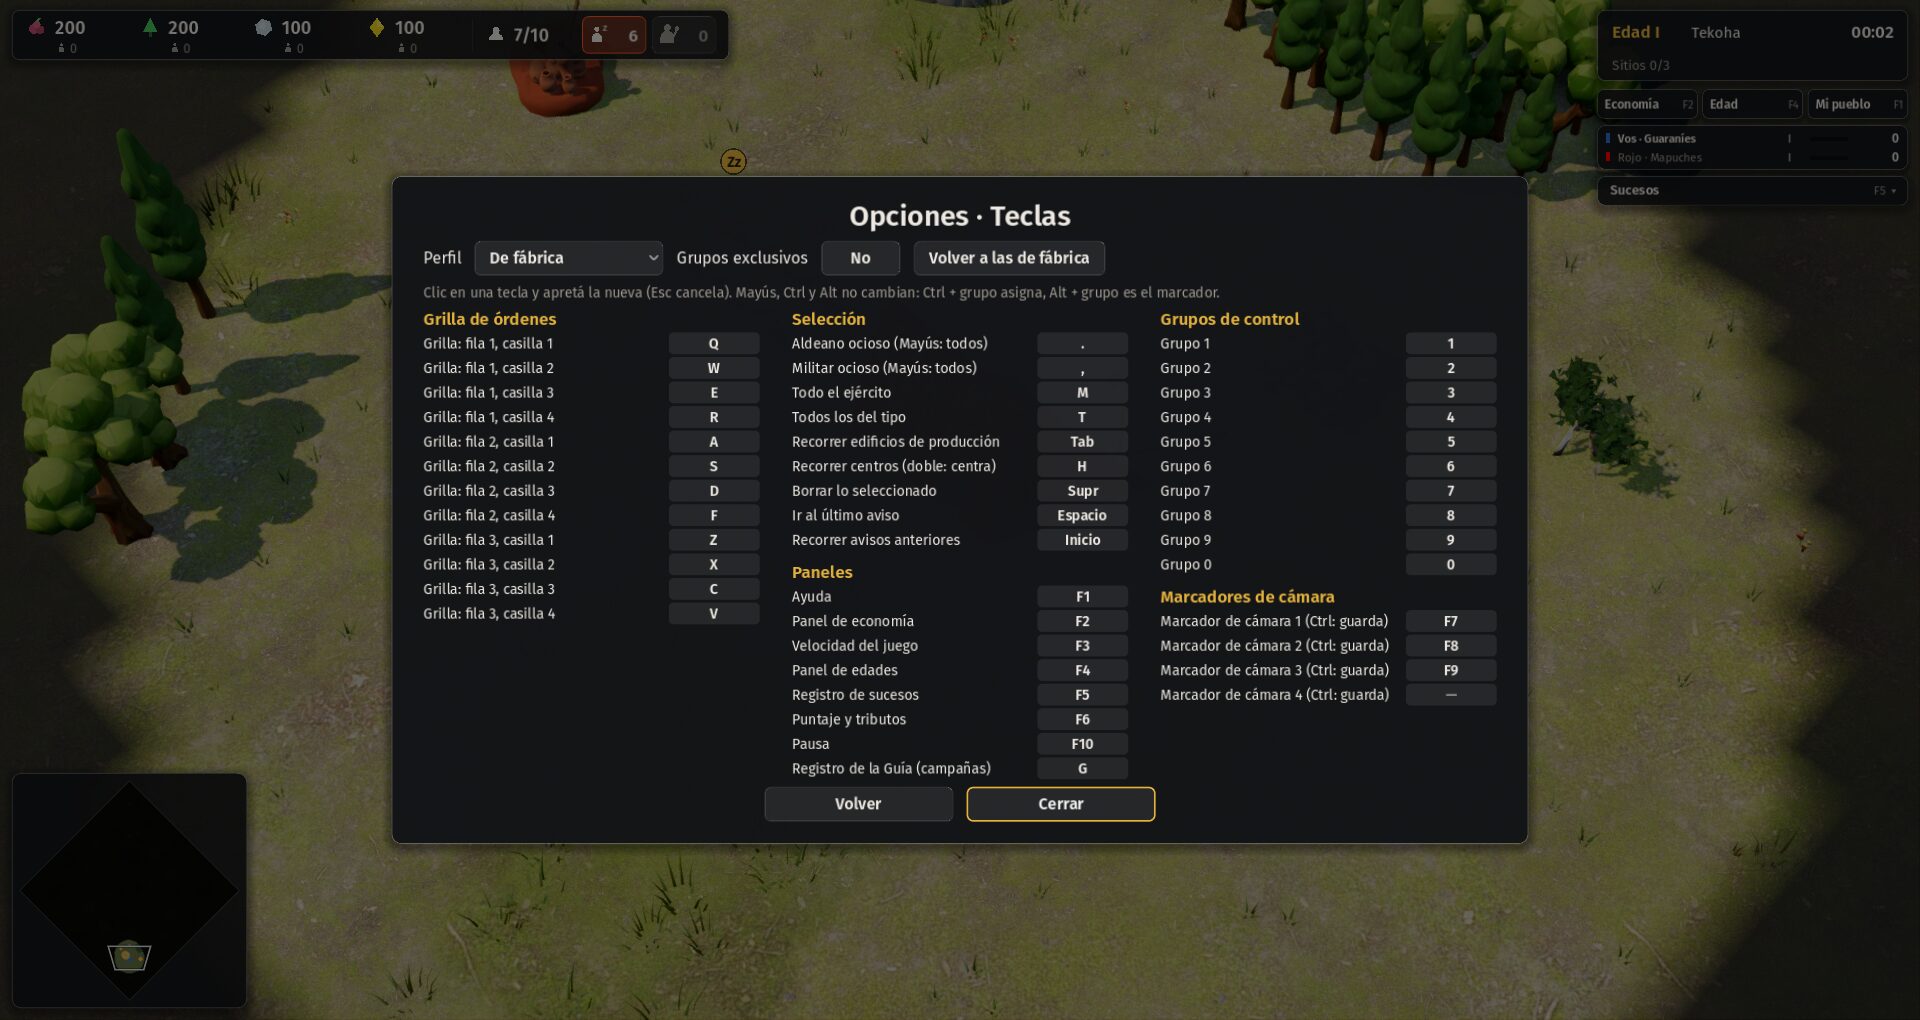 200 200 100 100 7/10 z 6 0
0 0 0 0
Edad I Tekoha 00:02
Sitios 0/3
Economía F2 Edad F4 Mi pueblo F1
Vos · Guaraníes I 0
Rojo · Mapuches I 0
Sucesos F5
Zz
Opciones · Teclas
Perfil De fábrica Grupos exclusivos No Volver a las de fábrica
Clic en una tecla y apretá la nueva (Esc cancela). Mayús, Ctrl y Alt no cambian: Ctrl + grupo asigna, Alt + grupo es el marcador.
Grilla de órdenes
Grilla: fila 1, casilla 1 Q
Grilla: fila 1, casilla 2 W
Grilla: fila 1, casilla 3 E
Grilla: fila 1, casilla 4 R
Grilla: fila 2, casilla 1 A
Grilla: fila 2, casilla 2 S
Grilla: fila 2, casilla 3 D
Grilla: fila 2, casilla 4 F
Grilla: fila 3, casilla 1 Z
Grilla: fila 3, casilla 2 X
Grilla: fila 3, casilla 3 C
Grilla: fila 3, casilla 4 V
Selección
Aldeano ocioso (Mayús: todos) .
Militar ocioso (Mayús: todos) ,
Todo el ejército M
Todos los del tipo T
Recorrer edificios de producción Tab
Recorrer centros (doble: centra) H
Borrar lo seleccionado Supr
Ir al último aviso Espacio
Recorrer avisos anteriores Inicio
Paneles
Ayuda F1
Panel de economía F2
Velocidad del juego F3
Panel de edades F4
Registro de sucesos F5
Puntaje y tributos F6
Pausa F10
Registro de la Guía (campañas) G
Grupos de control
Grupo 1 1
Grupo 2 2
Grupo 3 3
Grupo 4 4
Grupo 5 5
Grupo 6 6
Grupo 7 7
Grupo 8 8
Grupo 9 9
Grupo 0 0
Marcadores de cámara
Marcador de cámara 1 (Ctrl: guarda) F7
Marcador de cámara 2 (Ctrl: guarda) F8
Marcador de cámara 3 (Ctrl: guarda) F9
Marcador de cámara 4 (Ctrl: guarda) —
Volver Cerrar